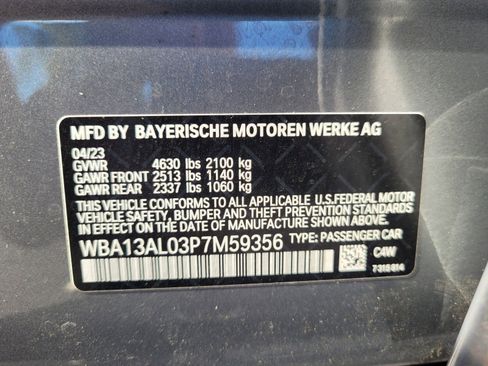 MFD BY BAYERISCHE MOTOREN WERKE AG
04/23
GVWR 4630 lbs 2100 kg
GAWR FRONT 2513 lbs 1140 kg
GAWR REAR 2337 lbs 1060 kg
THIS VEHICLE CONFORMS TO ALL APPLICABLE U.S. FEDERAL MOTOR
VEHICLE SAFETY, BUMPER, AND THEFT PREVENTION STANDARDS
IN EFFECT ON THE DATE OF MANUFACTURE SHOWN ABOVE.
WBA13AL03P7M59356 TYPE: PASSENGER CAR
C4W
7315814